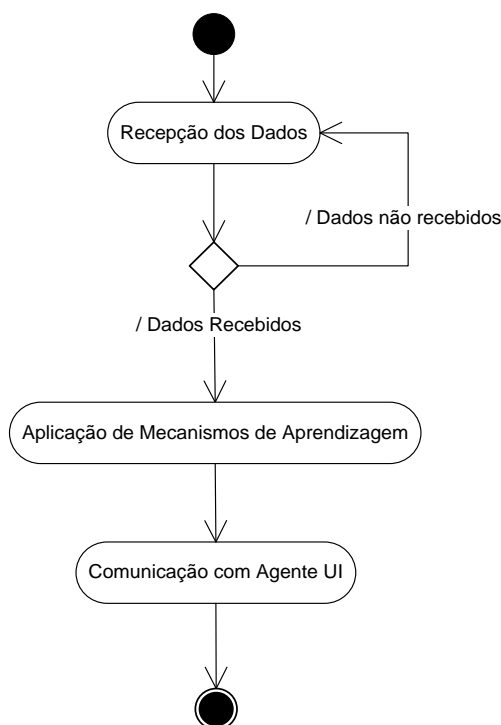 Recepção dos Dados
/ Dados não recebidos
/ Dados Recebidos
Aplicação de Mecanismos de Aprendizagem
Comunicação com Agente UI